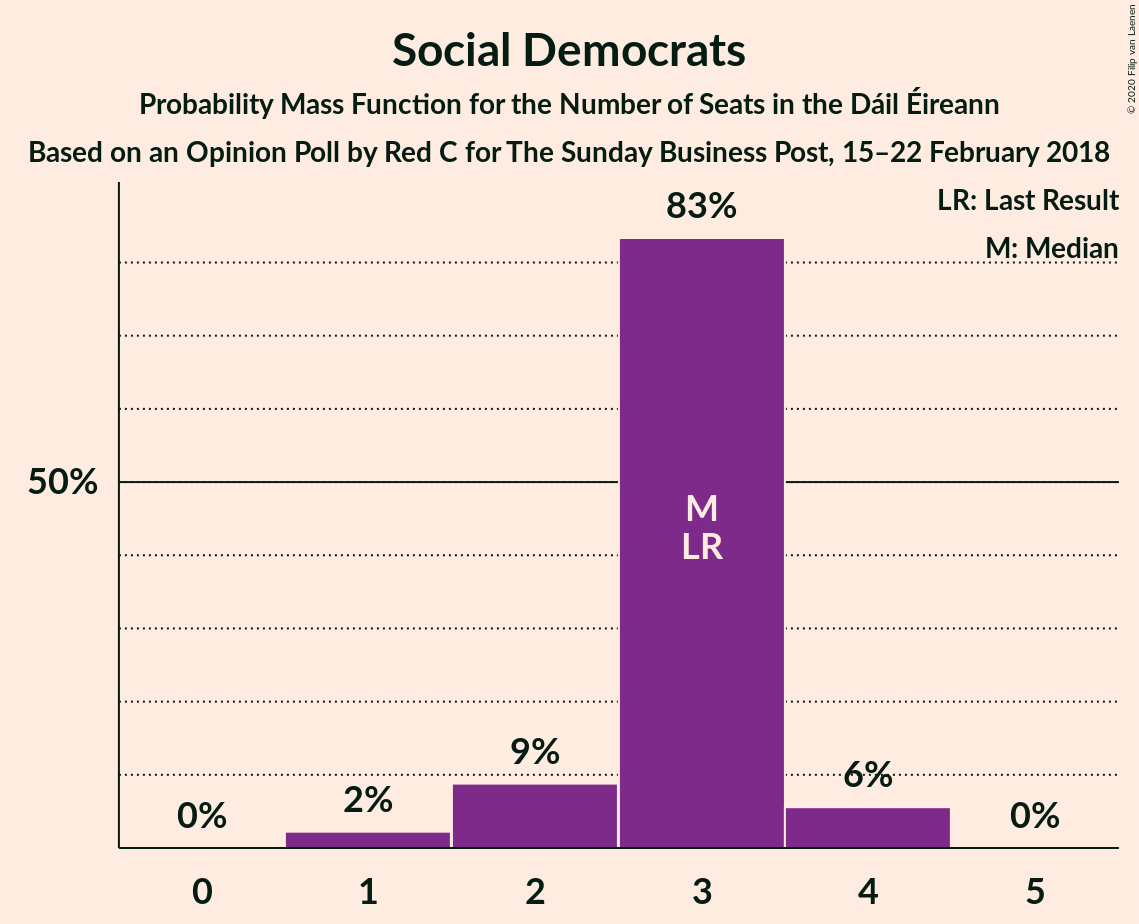 Social Democrats
Probability Mass Function for the Number of Seats in the Dáil Éireann
Based on an Opinion Poll by Red C for The Sunday Business Post, 15–22 February 2018
© 2020 Filip van Laenen
LR: Last Result
M: Median
83%
50%
M
LR
9%
6%
2%
0%
0%
0 1 2 3 4 5